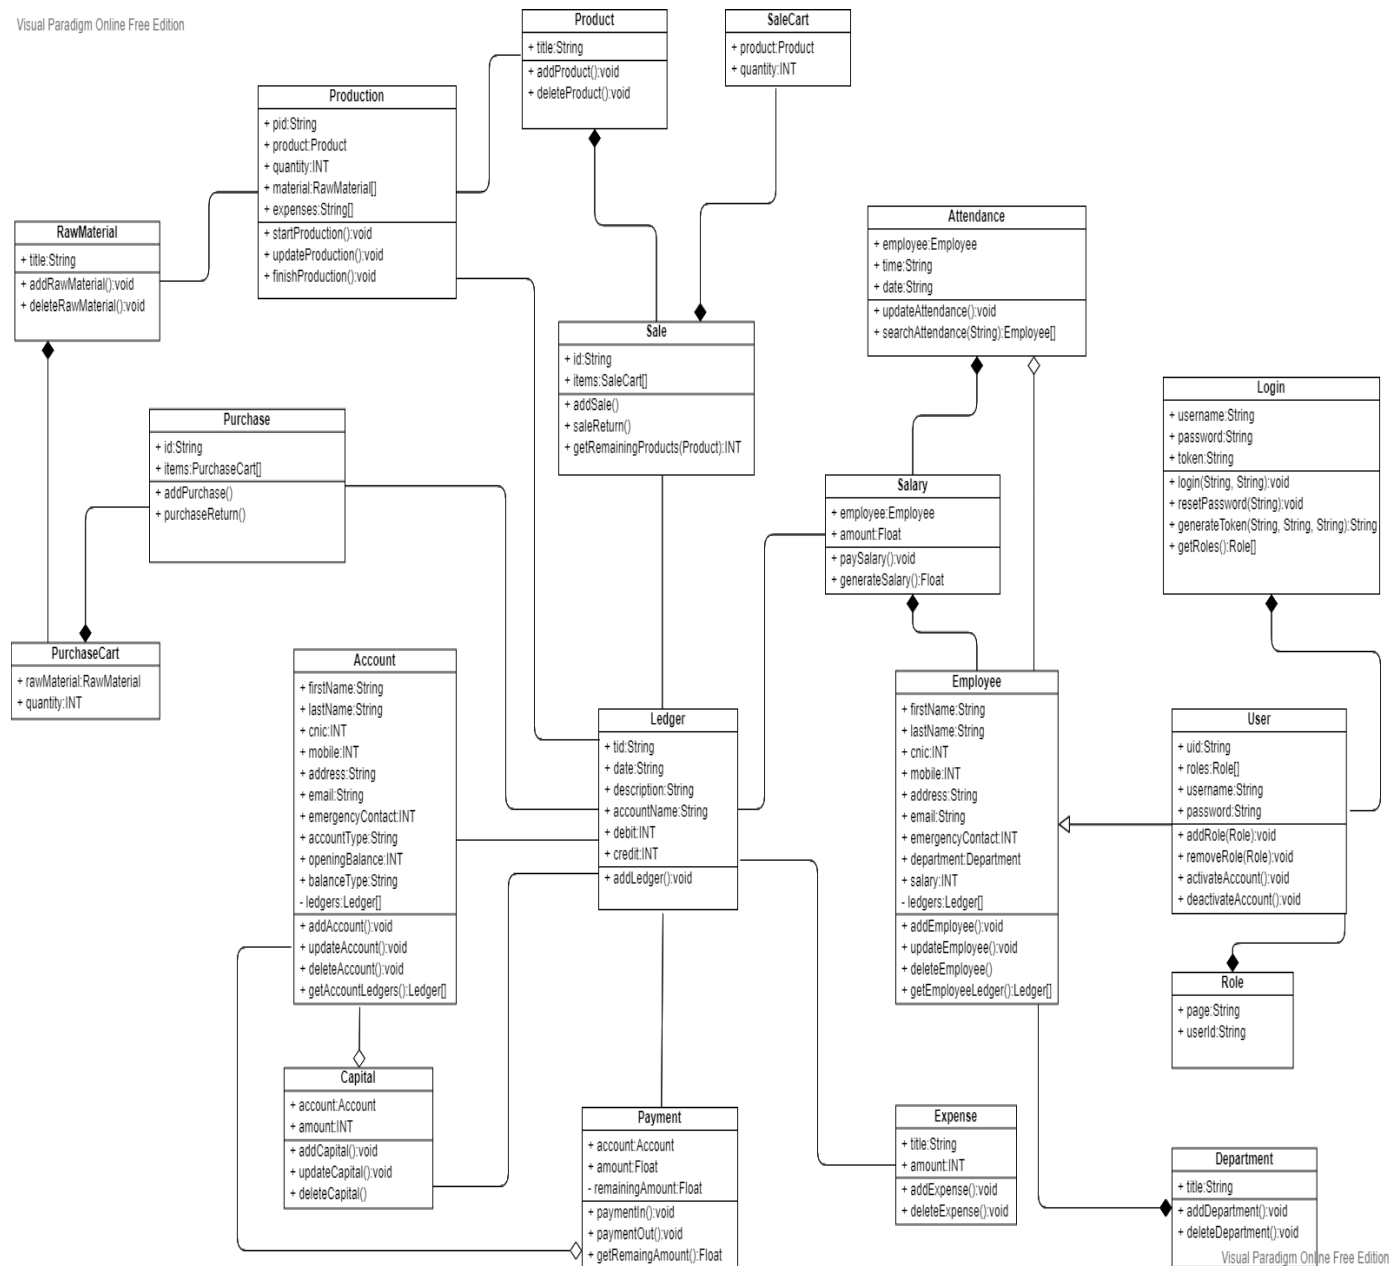 Visual Paradigm Online Free Edition
Product
+ title:String
+ addProduct():void
+ deleteProduct():void
SaleCart
+ product:Product
+ quantity:INT
Production
+ pid:String
+ product:Product
+ quantity:INT
+ material:RawMaterial[]
+ expenses:String[]
+ startProduction():void
+ updateProduction():void
+ finishProduction():void
RawMaterial
+ title:String
+ addRawMaterial():void
+ deleteRawMaterial():void
Attendance
+ employee:Employee
+ time:String
+ date:String
+ updateAttendance():void
+ searchAttendance(String):Employee[]
Sale
+ id:String
+ items:SaleCart[]
+ addSale()
+ saleReturn()
+ getRemainingProducts(Product):INT
Login
+ username:String
+ password:String
+ token:String
+ login(String, String):void
+ resetPassword(String):void
+ generateToken(String, String, String):String
+ getRoles():Role[]
Purchase
+ id:String
+ items:PurchaseCart[]
+ addPurchase()
+ purchaseReturn()
Salary
+ employee:Employee
+ amount:Float
+ paySalary():void
+ generateSalary():Float
PurchaseCart
+ rawMaterial:RawMaterial
+ quantity:INT
Account
+ firstName:String
+ lastName:String
+ cnic:INT
+ mobile:INT
+ address:String
+ email:String
+ emergencyContact:INT
+ accountType:String
+ openingBalance:INT
+ balanceType:String
- ledgers:Ledger[]
+ addAccount():void
+ updateAccount():void
+ deleteAccount():void
+ getAccountLedgers():Ledger[]
Ledger
+ tid:String
+ date:String
+ description:String
+ accountName:String
+ debit:INT
+ credit:INT
+ addLedger():void
Employee
+ firstName:String
+ lastName:String
+ cnic:INT
+ mobile:INT
+ address:String
+ email:String
+ emergencyContact:INT
+ department:Department
+ salary:INT
- ledgers:Ledger[]
+ addEmployee():void
+ updateEmployee():void
+ deleteEmployee()
+ getEmployeeLedger():Ledger[]
User
+ uid:String
+ roles:Role[]
+ username:String
+ password:String
+ addRole(Role):void
+ removeRole(Role):void
+ activateAccount():void
+ deactivateAccount():void
Role
+ page:String
+ userId:String
Capital
+ account:Account
+ amount:INT
+ addCapital():void
+ updateCapital():void
+ deleteCapital()
Payment
+ account:Account
+ amount:Float
- remainingAmount:Float
+ paymentIn():void
+ paymentOut():void
+ getRemaingAmount():Float
Expense
+ title:String
+ amount:INT
+ addExpense():void
+ deleteExpense():void
Department
+ title:String
+ addDepartment():void
+ deleteDepartment():void
Visual Paradigm Online Free Edition